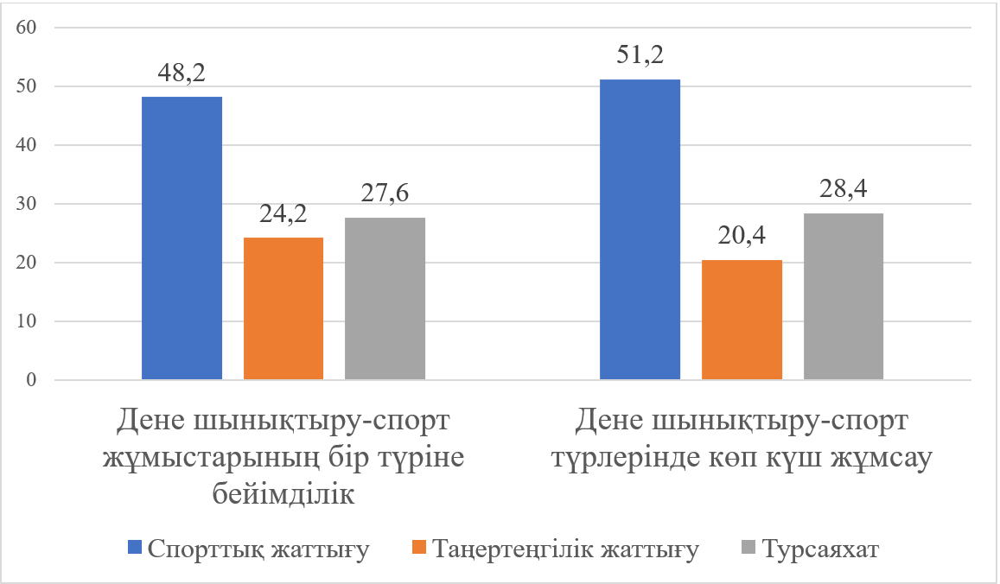 60
50
40
30
20
10
0
48,2
24,2
27,6
51,2
20,4
28,4
Дене шынықтыру-спорт
жұмыстарының бір түріне
бейімділік
Дене шынықтыру-спорт
түрлерінде көп күш жұмсау
Спорттық жаттығу
Таңертеңгілік жаттығу
Турсаяхат